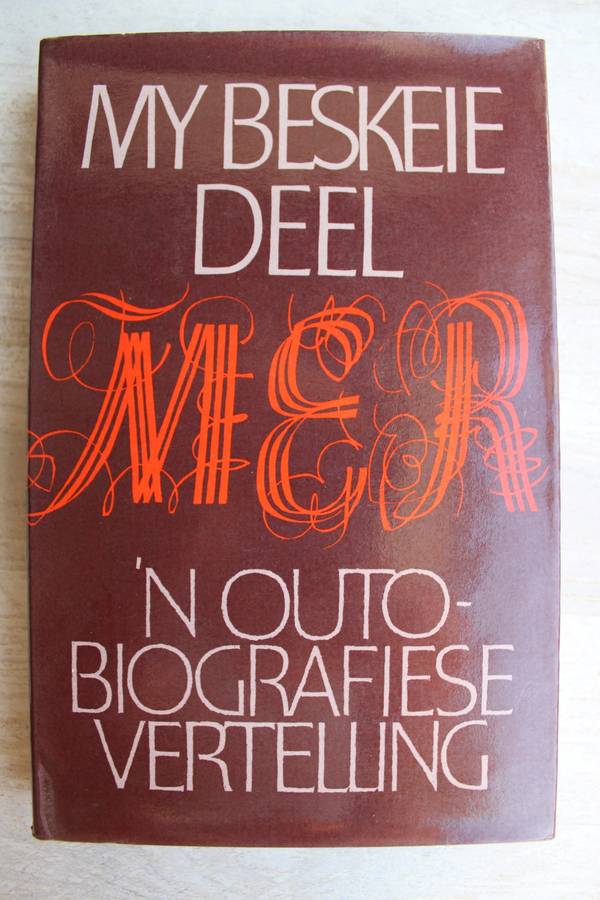 MY BESKEIE
DEEL
MER
'N OUTO-
BIOGRAFIESE
VERTELLING